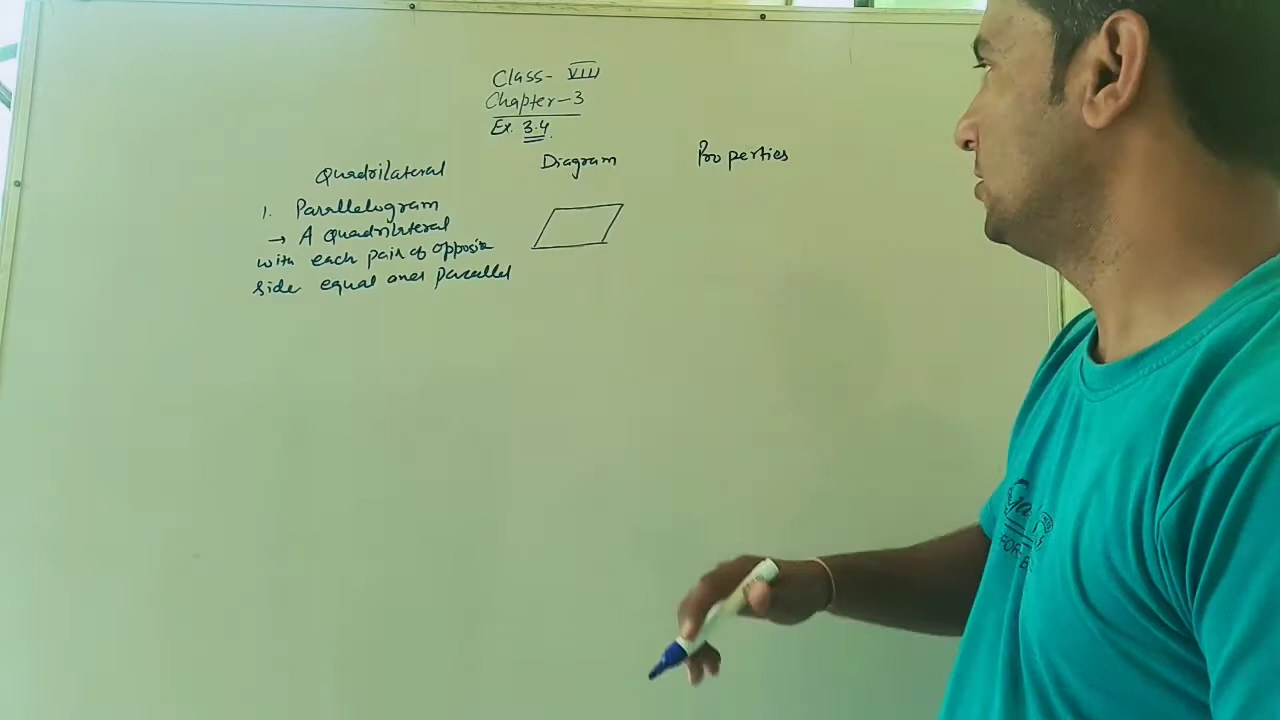 Class- VIII
Chapter-3
Ex. 3.4.
Quadrilateral Diagram Properties
1. Parallelogram
→ A Quadrilateral
with each pair of opposite
side equal and parallel